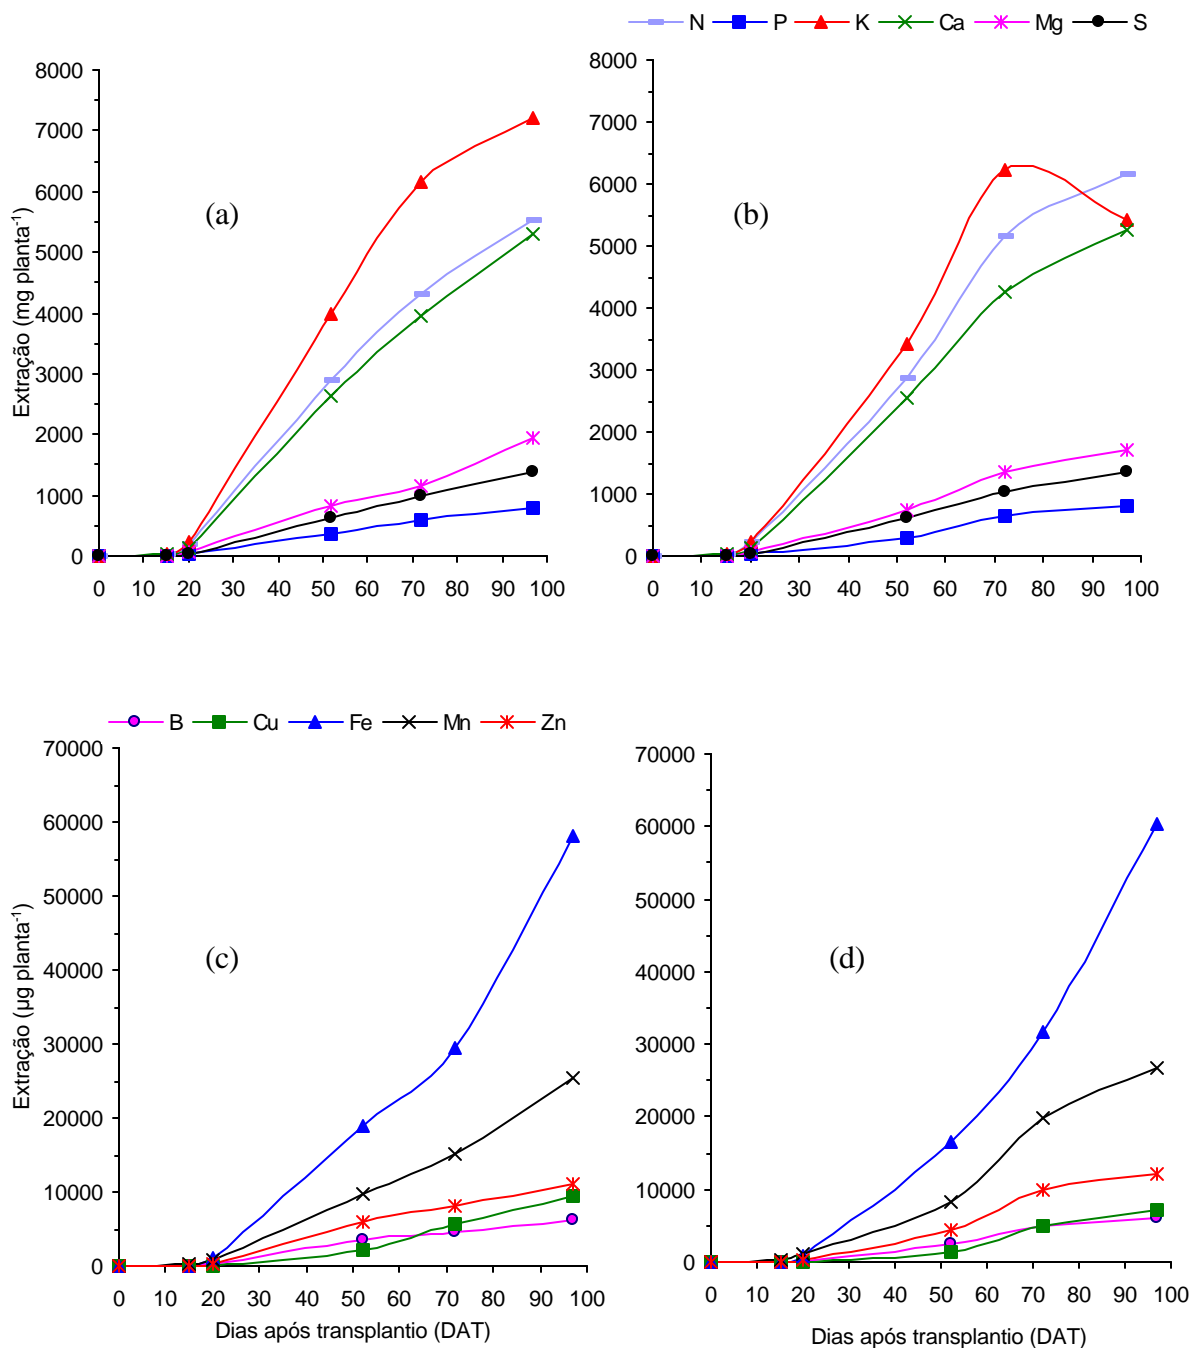 N P K Ca Mg S
8000
7000
6000
5000
4000
3000
2000
1000
0
0 10 20 30 40 50 60 70 80 90 100
Extração (mg planta⁻¹)
(a)
8000
7000
6000
5000
4000
3000
2000
1000
0
0 10 20 30 40 50 60 70 80 90 100
(b)
B Cu Fe Mn Zn
70000
60000
50000
40000
30000
20000
10000
0
0 10 20 30 40 50 60 70 80 90 100
Extração (µg planta⁻¹)
(c)
Dias após transplantio (DAT)
70000
60000
50000
40000
30000
20000
10000
0
0 10 20 30 40 50 60 70 80 90 100
(d)
Dias após transplantio (DAT)